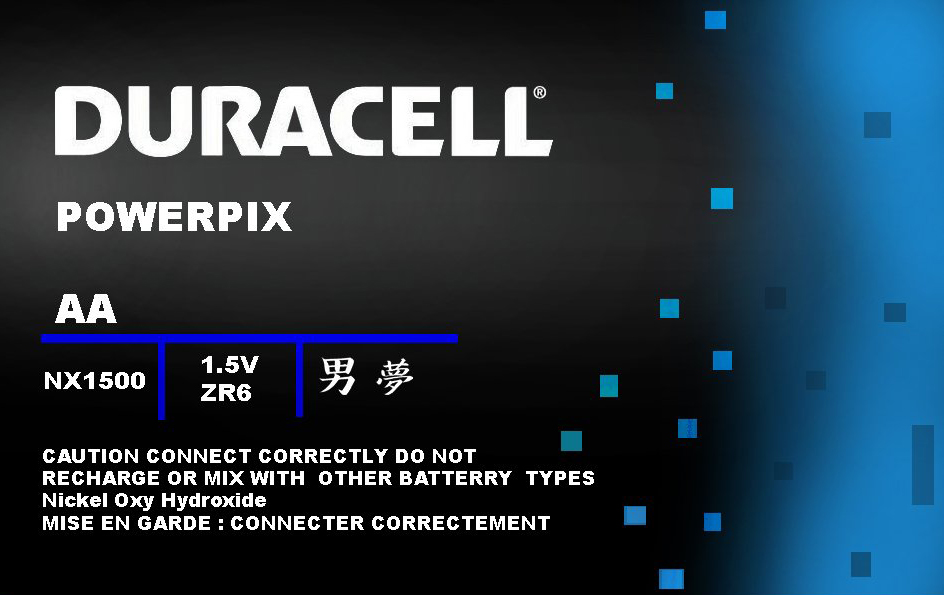 DURACELL®
POWERPIX
AA
NX1500
1.5V
ZR6
男 夢
CAUTION CONNECT CORRECTLY DO NOT
RECHARGE OR MIX WITH OTHER BATTERRY TYPES
Nickel Oxy Hydroxide
MISE EN GARDE : CONNECTER CORRECTEMENT